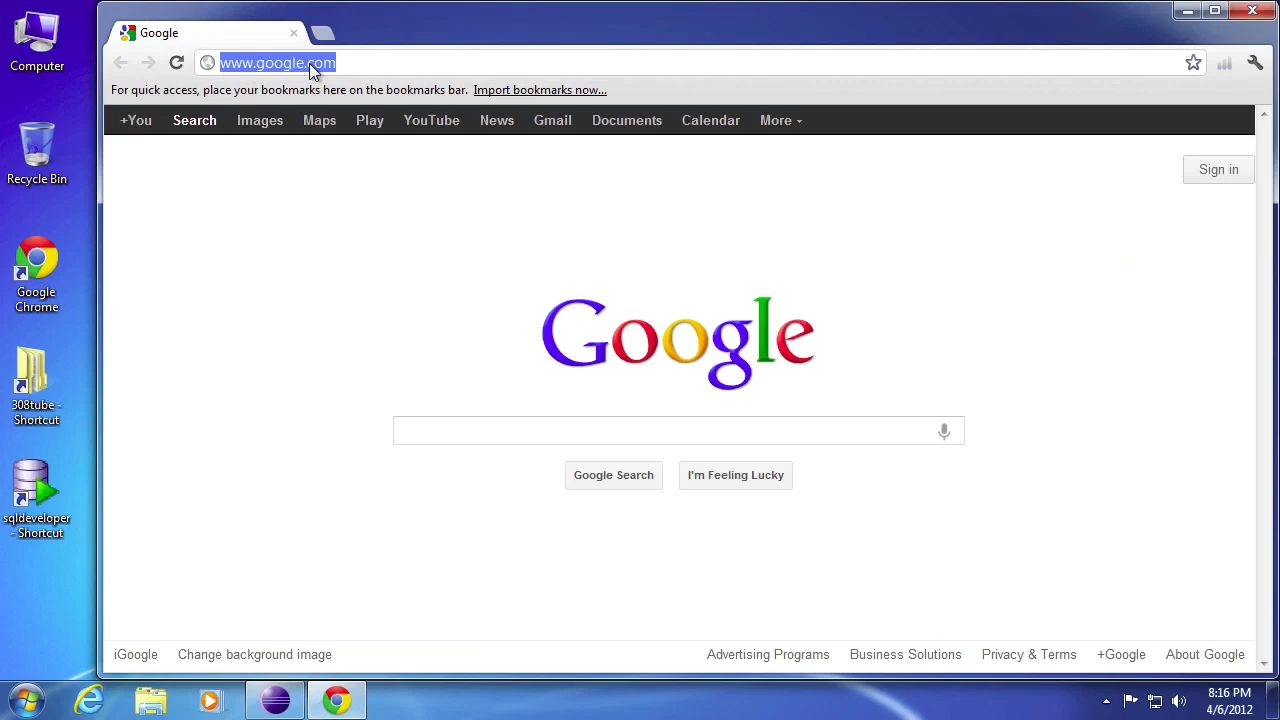 Computer
Recycle Bin
Google
Chrome
308tube -
Shortcut
sqldeveloper
- Shortcut
Google
www.google.com
For quick access, place your bookmarks here on the bookmarks bar. Import bookmarks now...
+You Search Images Maps Play YouTube News Gmail Documents Calendar More
Sign in
Google
Google Search I'm Feeling Lucky
iGoogle Change background image Advertising Programs Business Solutions Privacy & Terms +Google About Google
8:16 PM
4/6/2012